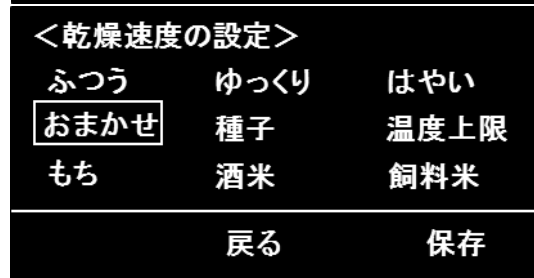 ＜乾燥速度の設定＞
ふつう ゆっくり はやい
おまかせ 種子 温度上限
もち 酒米 飼料米
戻る 保存